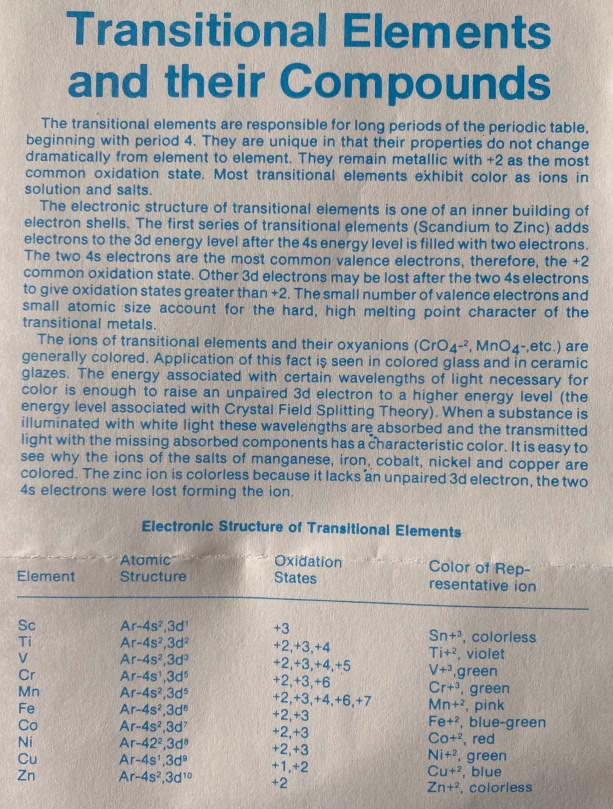 Transitional Elements
and their Compounds
The transitional elements are responsible for long periods of the periodic table,
beginning with period 4. They are unique in that their properties do not change
dramatically from element to element. They remain metallic with +2 as the most
common oxidation state. Most transitional elements exhibit color as ions in
solution and salts.
The electronic structure of transitional elements is one of an inner building of
electron shells. The first series of transitional elements (Scandium to Zinc) adds
electrons to the 3d energy level after the 4s energy level is filled with two electrons.
The two 4s electrons are the most common valence electrons, therefore, the +2
common oxidation state. Other 3d electrons may be lost after the two 4s electrons
to give oxidation states greater than +2. The small number of valence electrons and
small atomic size account for the hard, high melting point character of the
transitional metals.
The ions of transitional elements and their oxyanions (CrO₄-², MnO₄-,etc.) are
generally colored. Application of this fact is seen in colored glass and in ceramic
glazes. The energy associated with certain wavelengths of light necessary for
color is enough to raise an unpaired 3d electron to a higher energy level (the
energy level associated with Crystal Field Splitting Theory). When a substance is
illuminated with white light these wavelengths are absorbed and the transmitted
light with the missing absorbed components has a characteristic color. It is easy to
see why the ions of the salts of manganese, iron, cobalt, nickel and copper are
colored. The zinc ion is colorless because it lacks an unpaired 3d electron, the two
4s electrons were lost forming the ion.
Electronic Structure of Transitional Elements
Atomic Oxidation Color of Rep-
Element Structure States resentative ion
Sc Ar-4s²,3d¹ +3 Sn+³, colorless
Ti Ar-4s²,3d² +2,+3,+4 Ti+², violet
V Ar-4s²,3d³ +2,+3,+4,+5 V+³,green
Cr Ar-4s¹,3d⁵ +2,+3,+6 Cr+³, green
Mn Ar-4s²,3d⁵ +2,+3,+4,+6,+7 Mn+², pink
Fe Ar-4s²,3d⁶ +2,+3 Fe+², blue-green
Co Ar-4s²,3d⁷ +2,+3 Co+², red
Ni Ar-42²,3d⁸ +2,+3 Ni+², green
Cu Ar-4s¹,3d⁹ +1,+2 Cu+², blue
Zn Ar-4s²,3d¹⁰ +2 Zn+², colorless